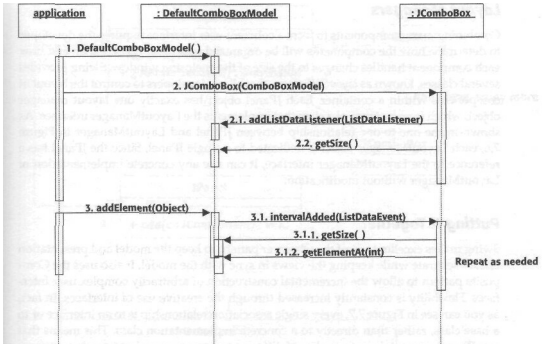 application
: DefaultComboBoxModel
: JComboBox
1. DefaultComboBoxModel( )
2. JComboBox(ComboBoxModel)
2.1. addListDataListener(ListDataListener)
2.2. getSize( )
3. addElement(Object)
3.1. intervalAdded(ListDataEvent)
3.1.1. getSize( )
3.1.2. getElementAt(int)
Repeat as needed